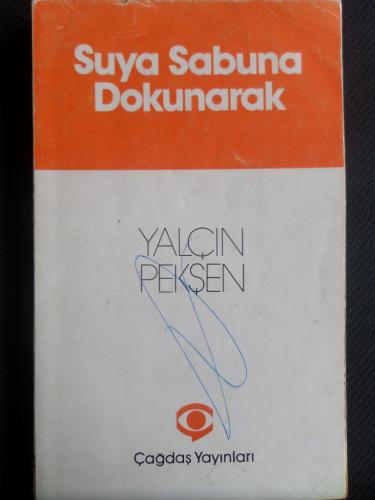 Suya Sabuna
Dokunarak
YALÇIN
PEKŞEN
Çağdaş Yayınları